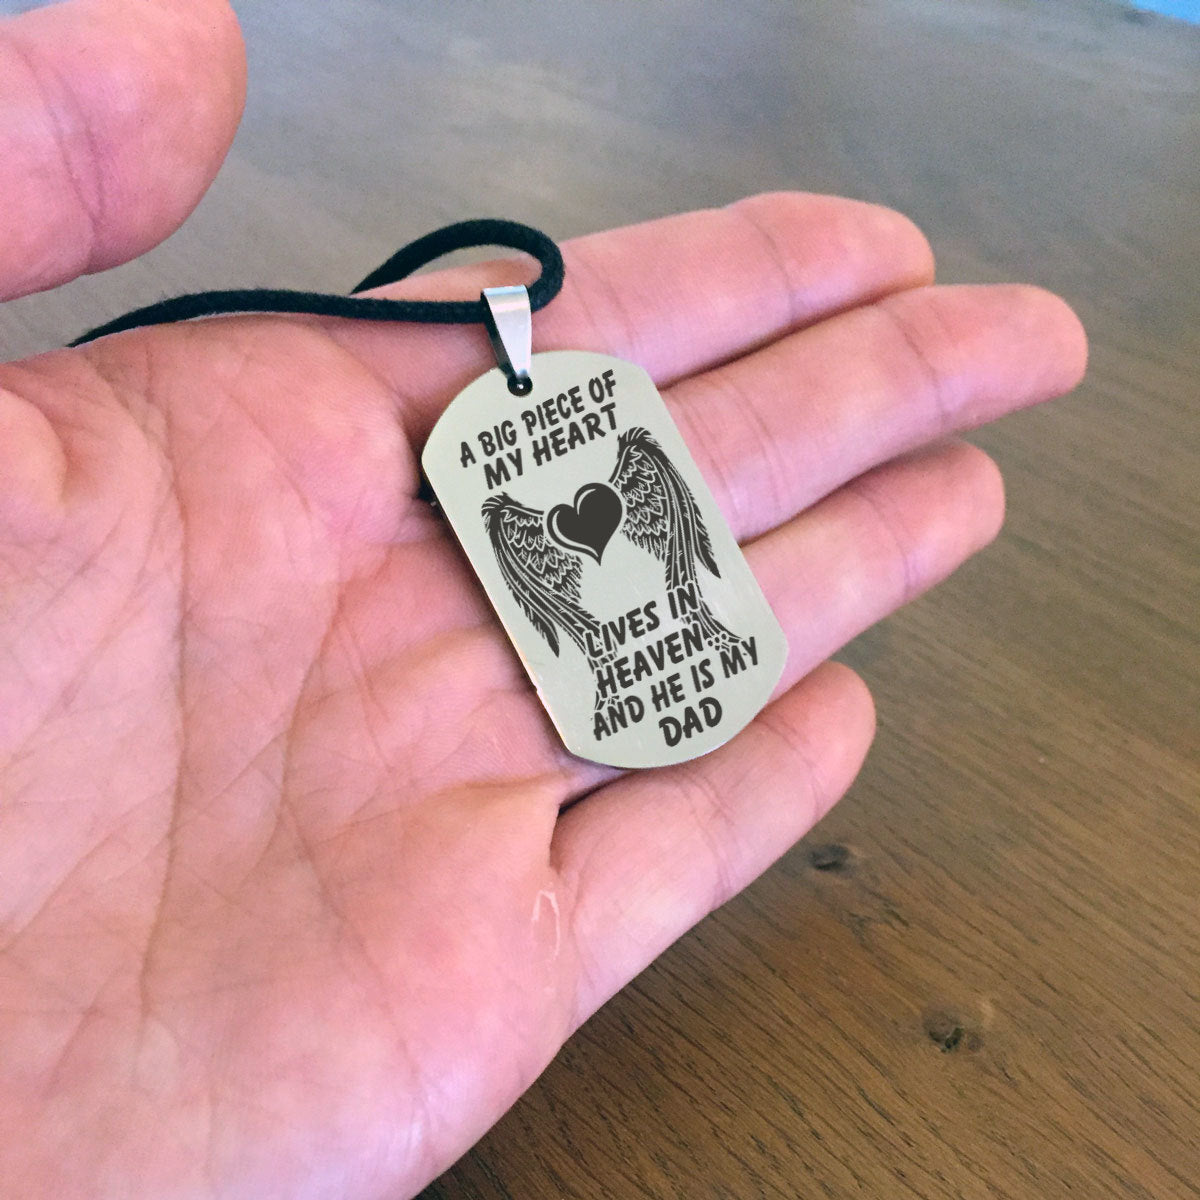 A BIG PIECE OF
MY HEART
LIVES IN
HEAVEN
AND HE IS MY
DAD